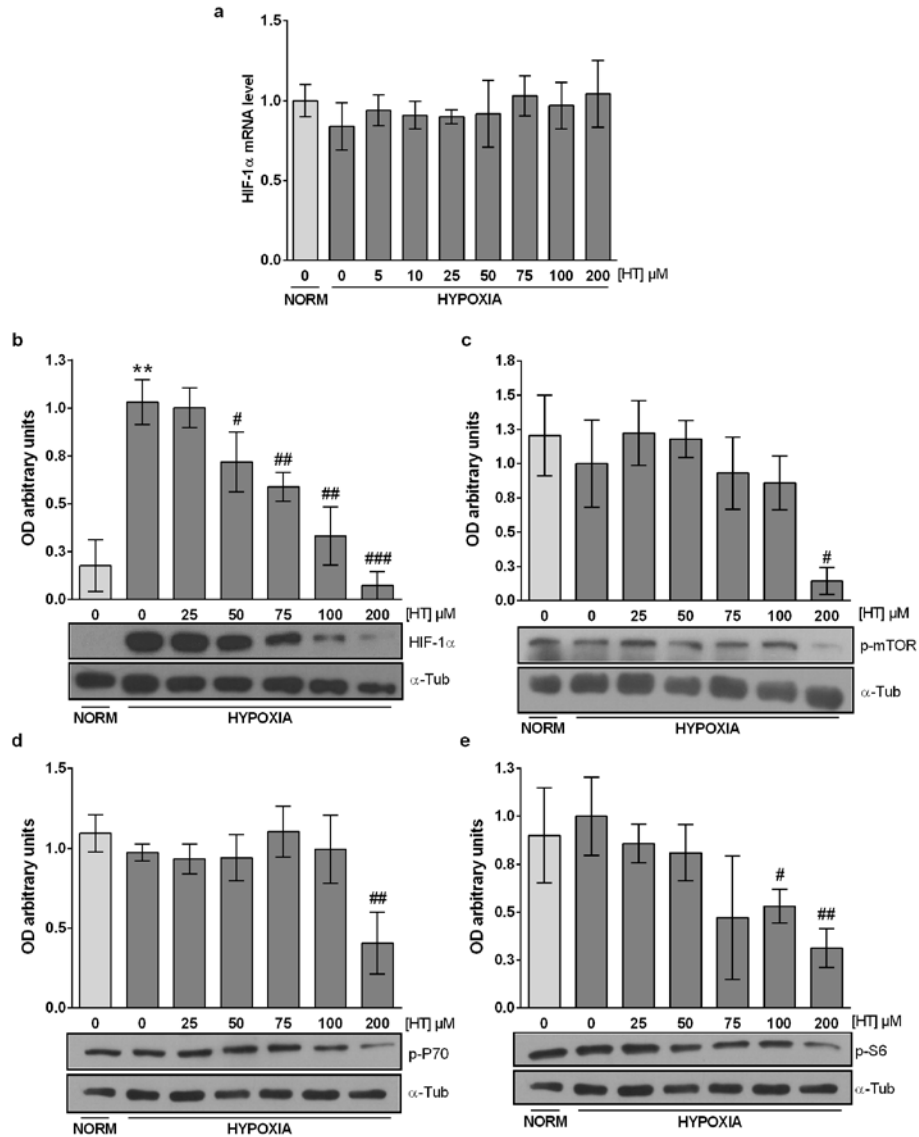 a
HIF-1α mRNA level
1.5
1.0
0.5
0.0
0 0 5 10 25 50 75 100 200 [HT] µM
NORM HYPOXIA
b
OD arbitrary units
1.3
1.0
0.8
0.5
0.3
0.0
** # ## ## ###
0 0 25 50 75 100 200 [HT] µM
HIF-1α
α-Tub
NORM HYPOXIA
c
OD arbitrary units
1.8
1.5
1.3
1.0
0.8
0.5
0.3
0.0
#
0 0 25 50 75 100 200 [HT] µM
p-mTOR
α-Tub
NORM HYPOXIA
d
OD arbitrary units
1.5
1.0
0.5
0.0
##
0 0 25 50 75 100 200 [HT] µM
p-P70
α-Tub
NORM HYPOXIA
e
OD arbitrary units
1.3
1.0
0.8
0.5
0.3
0.0
# ##
0 0 25 50 75 100 200 [HT] µM
p-S6
α-Tub
NORM HYPOXIA